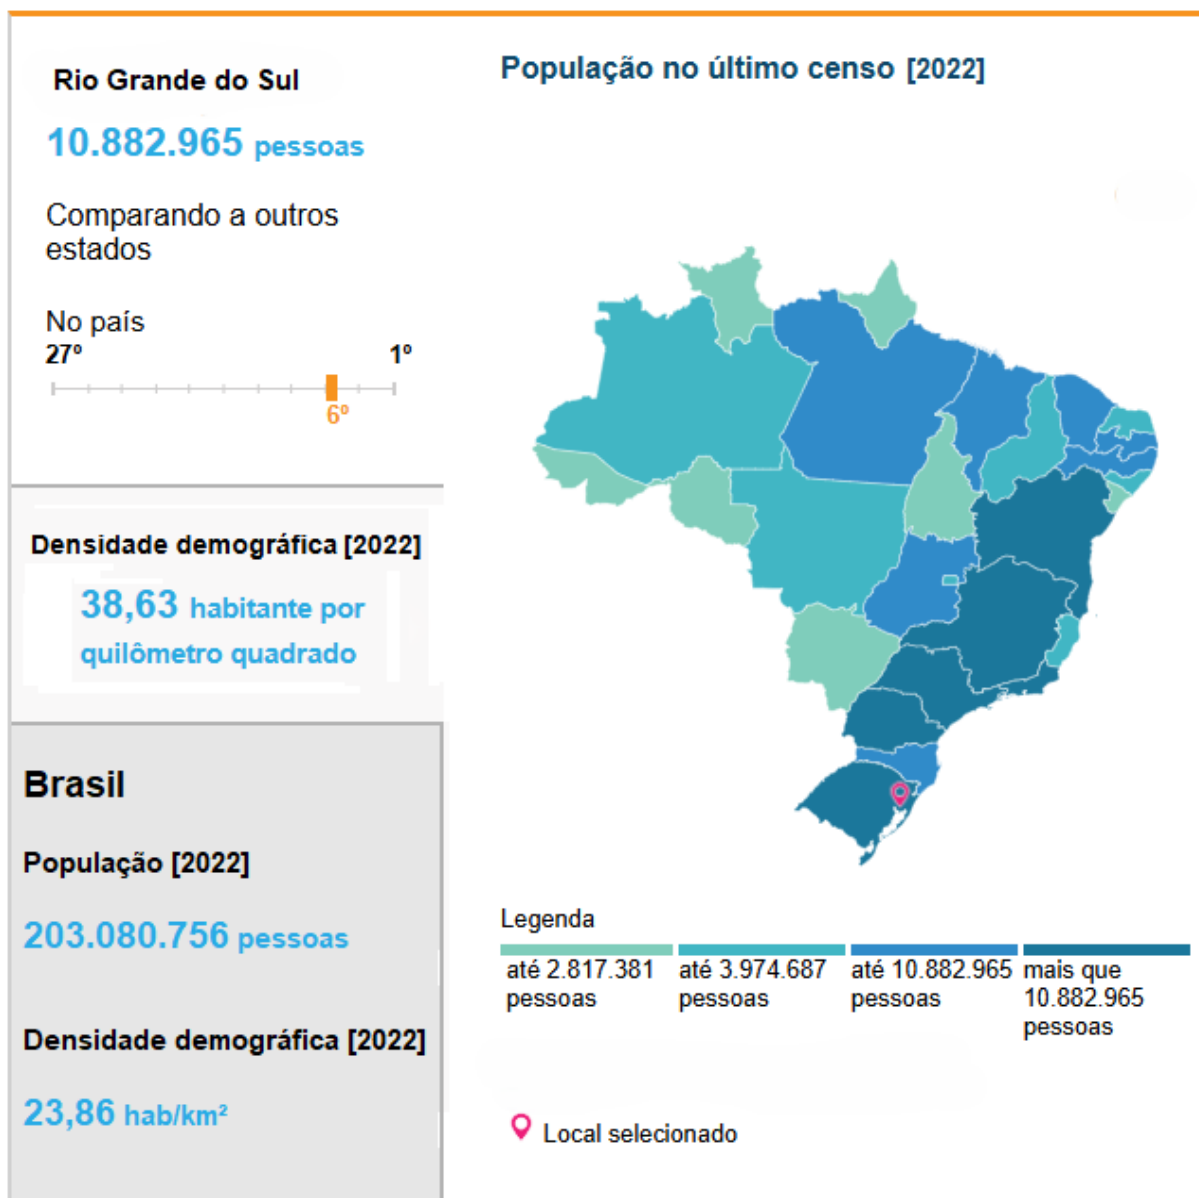 Rio Grande do Sul
10.882.965 pessoas
Comparando a outros
estados
No país
27º 1º
6º
Densidade demográfica [2022]
38,63 habitante por
quilômetro quadrado
Brasil
População [2022]
203.080.756 pessoas
Densidade demográfica [2022]
23,86 hab/km²
População no último censo [2022]
Legenda
até 2.817.381
pessoas
até 3.974.687
pessoas
até 10.882.965
pessoas
mais que
10.882.965
pessoas
Local selecionado